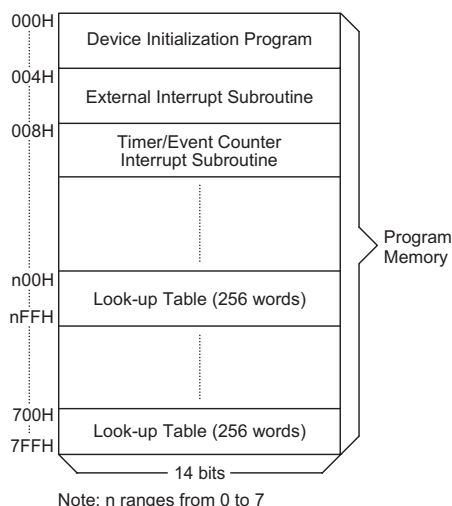 000H
Device Initialization Program
004H
External Interrupt Subroutine
008H
Timer/Event Counter
Interrupt Subroutine
Program
Memory
n00H
Look-up Table (256 words)
nFFH
700H
Look-up Table (256 words)
7FFH
14 bits
Note: n ranges from 0 to 7